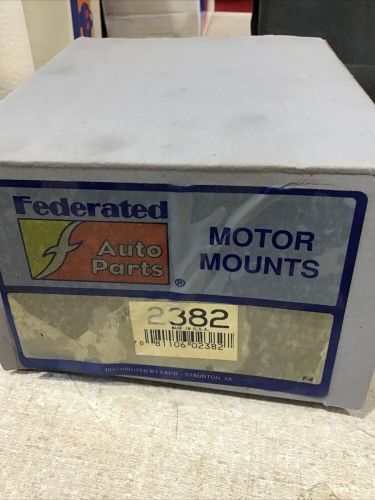 Federated
Auto
Parts
®
MOTOR
MOUNTS
2382
MADE IN U.S.A.
81106 02382
DISTRIBUTED BY FAPD - STAUNTON, VA